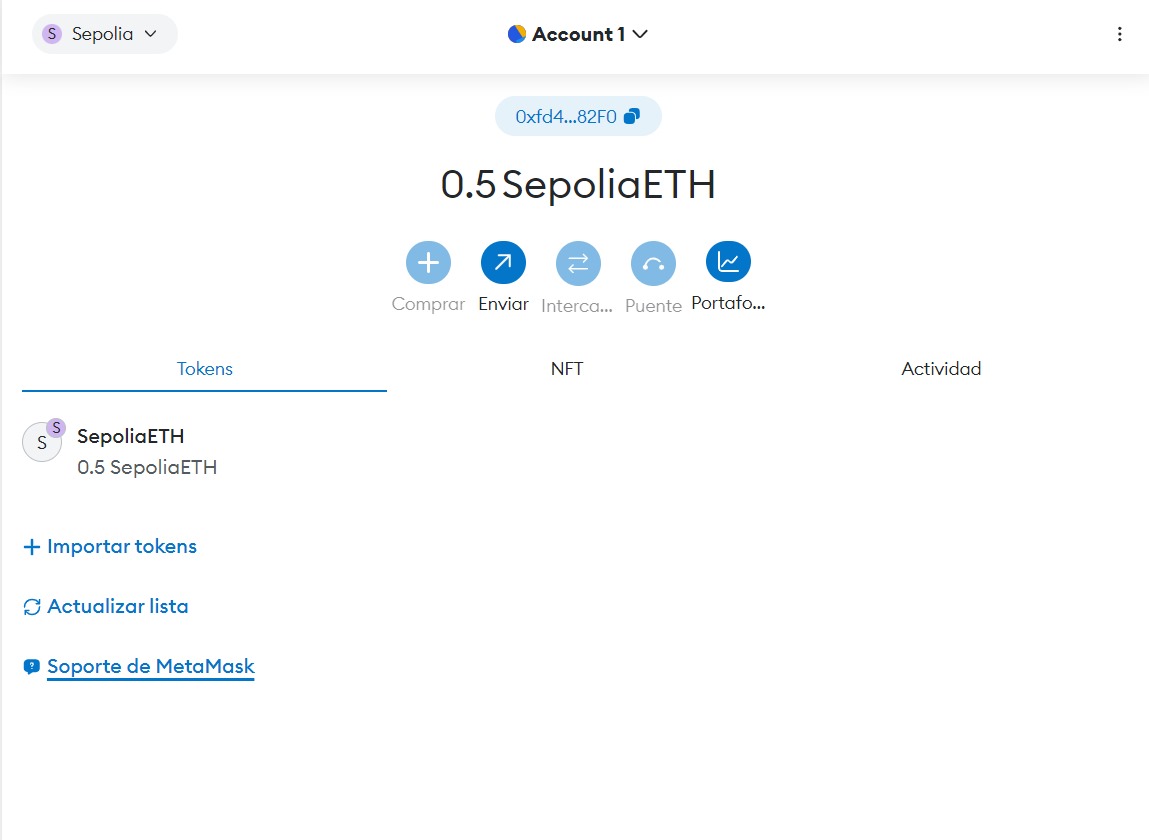 S Sepolia
Account 1
0xfd4...82F0
0.5 SepoliaETH
Comprar Enviar Interca... Puente Portafo...
Tokens NFT Actividad
S S SepoliaETH
0.5 SepoliaETH
Importar tokens
Actualizar lista
Soporte de MetaMask